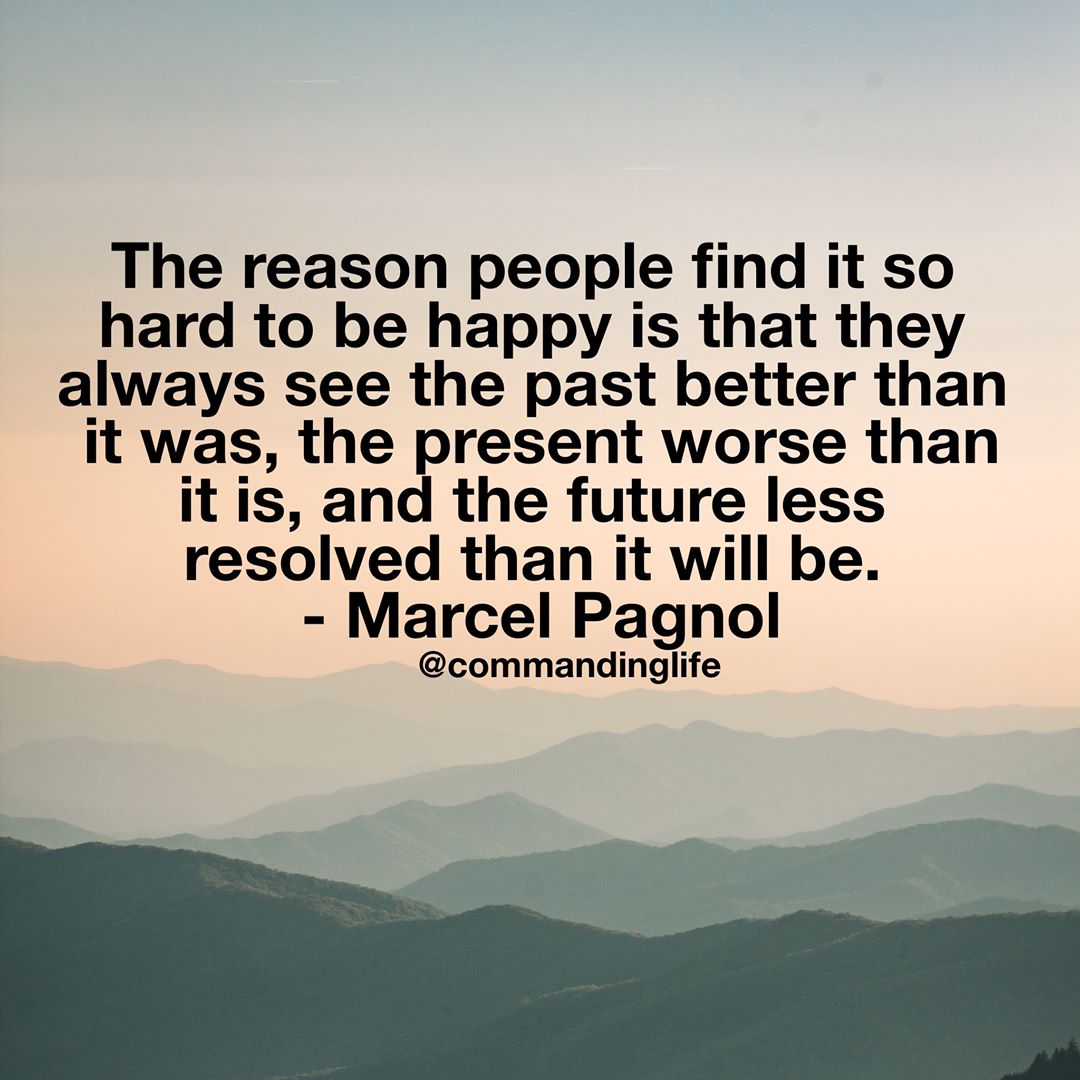 The reason people find it so
hard to be happy is that they
always see the past better than
it was, the present worse than
it is, and the future less
resolved than it will be.
- Marcel Pagnol
@commandinglife